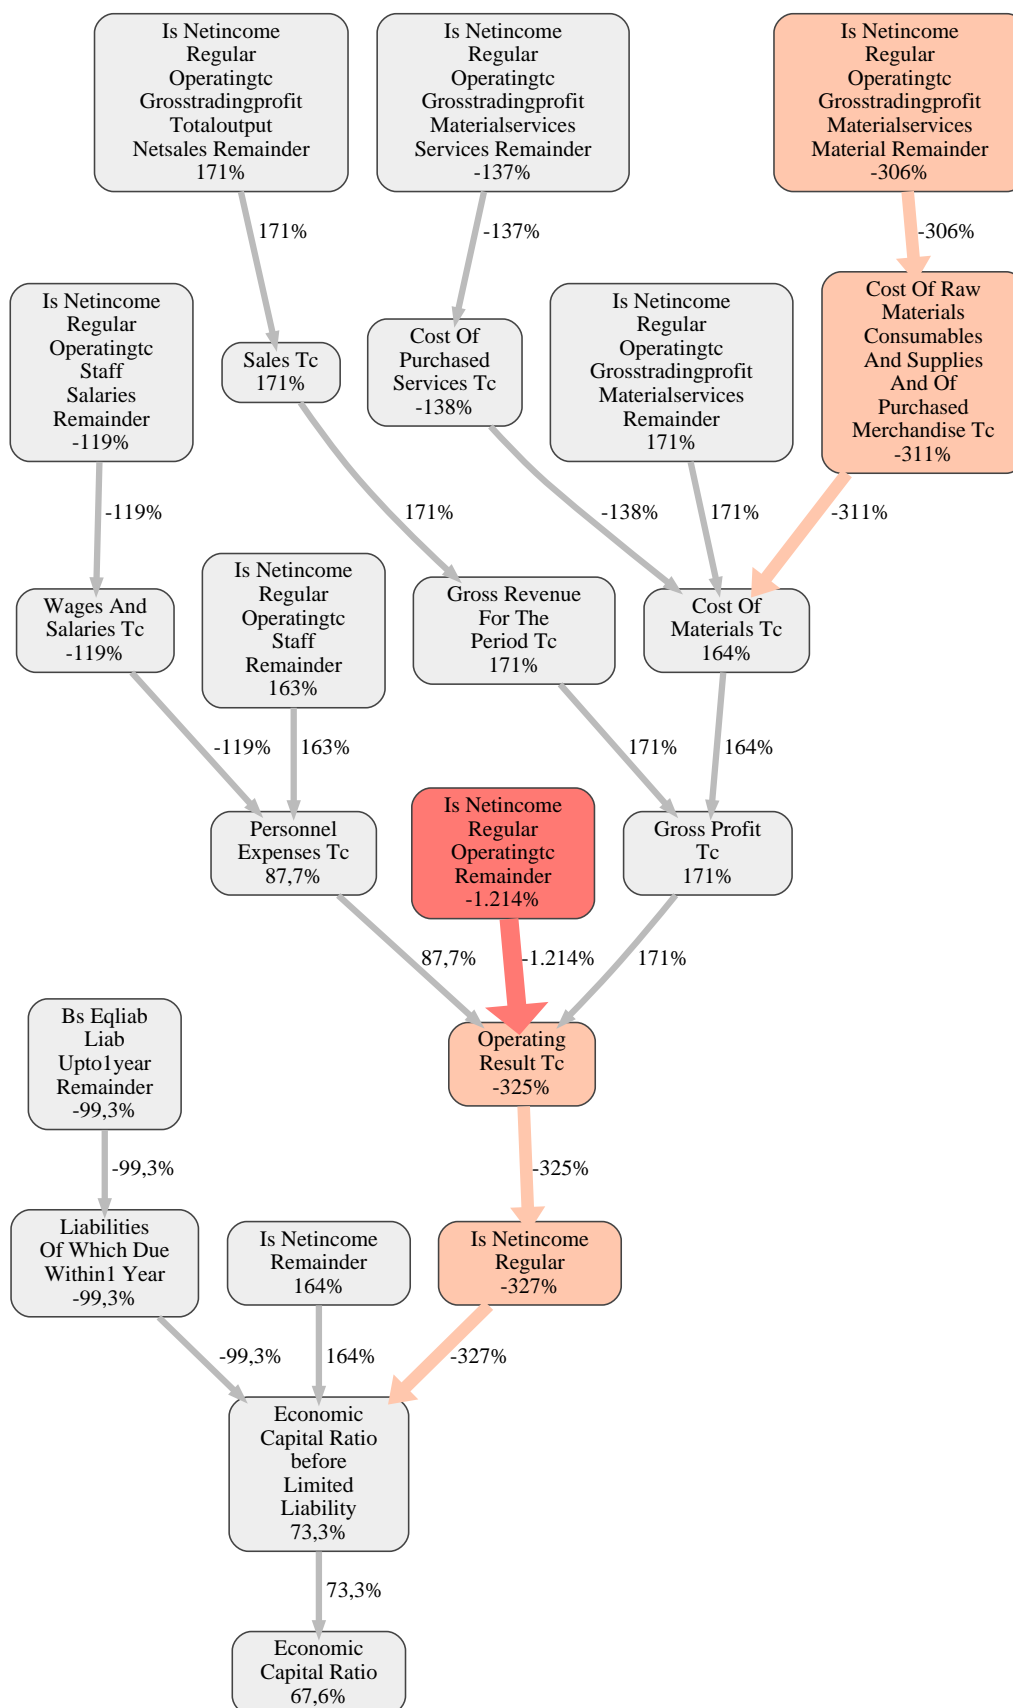 Is Netincome
Regular
Operatingtc
Grosstradingprofit
Totaloutput
Netsales Remainder
171%
Is Netincome
Regular
Operatingtc
Grosstradingprofit
Materialservices
Services Remainder
-137%
Is Netincome
Regular
Operatingtc
Grosstradingprofit
Materialservices
Material Remainder
-306%
171%
-137%
-306%
Is Netincome
Regular
Operatingtc
Staff
Salaries
Remainder
-119%
Sales Tc
171%
Cost Of
Purchased
Services Tc
-138%
Is Netincome
Regular
Operatingtc
Grosstradingprofit
Materialservices
Remainder
171%
Cost Of Raw
Materials
Consumables
And Supplies
And Of
Purchased
Merchandise Tc
-311%
-119%
171%
-138%
171%
-311%
Wages And
Salaries Tc
-119%
Is Netincome
Regular
Operatingtc
Staff
Remainder
163%
Gross Revenue
For The
Period Tc
171%
Cost Of
Materials Tc
164%
-119%
163%
171%
164%
Personnel
Expenses Tc
87,7%
Is Netincome
Regular
Operatingtc
Remainder
-1.214%
Gross Profit
Tc
171%
87,7%
-1.214%
171%
Bs Eqliab
Liab
Upto1year
Remainder
-99,3%
Operating
Result Tc
-325%
-99,3%
-325%
Liabilities
Of Which Due
Within1 Year
-99,3%
Is Netincome
Remainder
164%
Is Netincome
Regular
-327%
-99,3%
164%
-327%
Economic
Capital Ratio
before
Limited
Liability
73,3%
73,3%
Economic
Capital Ratio
67,6%